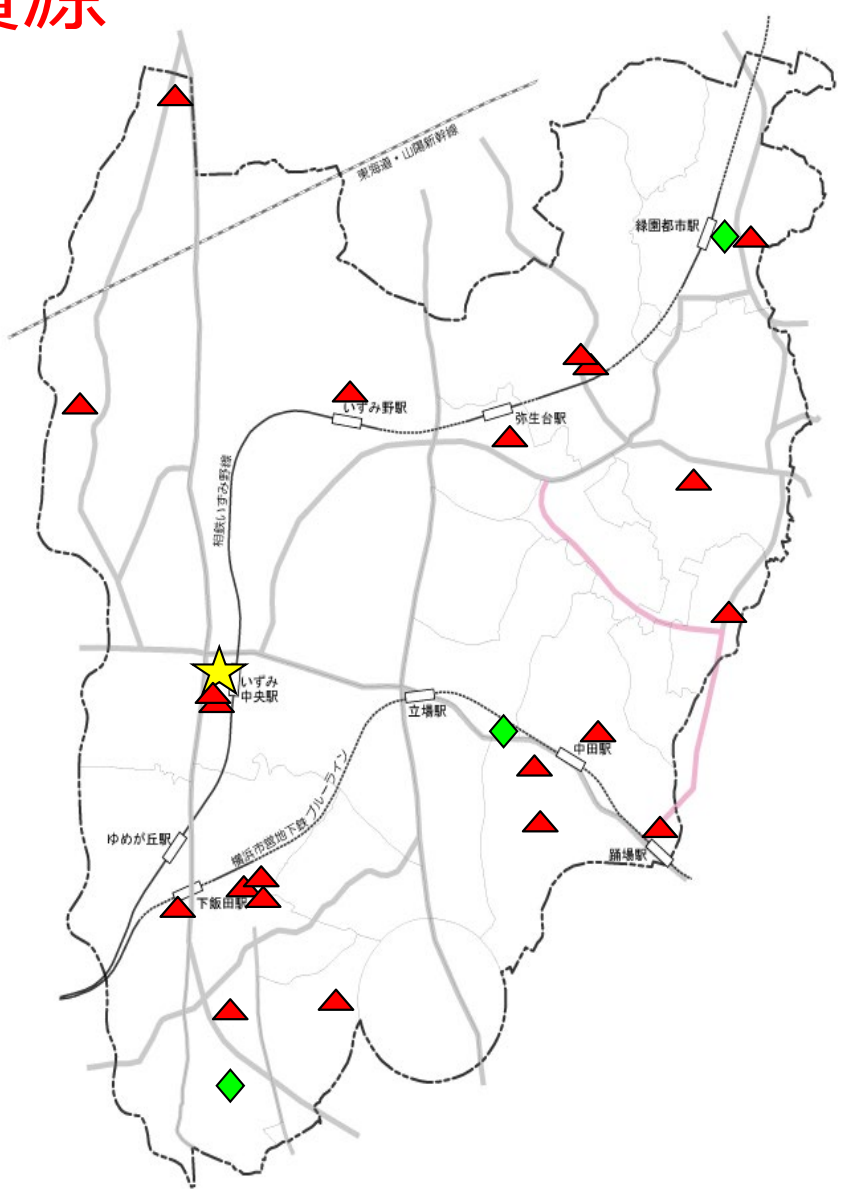 資源
東海道・山陽新幹線
緑園都市駅
いずみ野駅
弥生台駅
相鉄いずみ野線
いずみ
中央駅
立場駅
中田駅
横浜市営地下鉄ブルーライン
ゆめが丘駅
踊場駅
下飯田駅